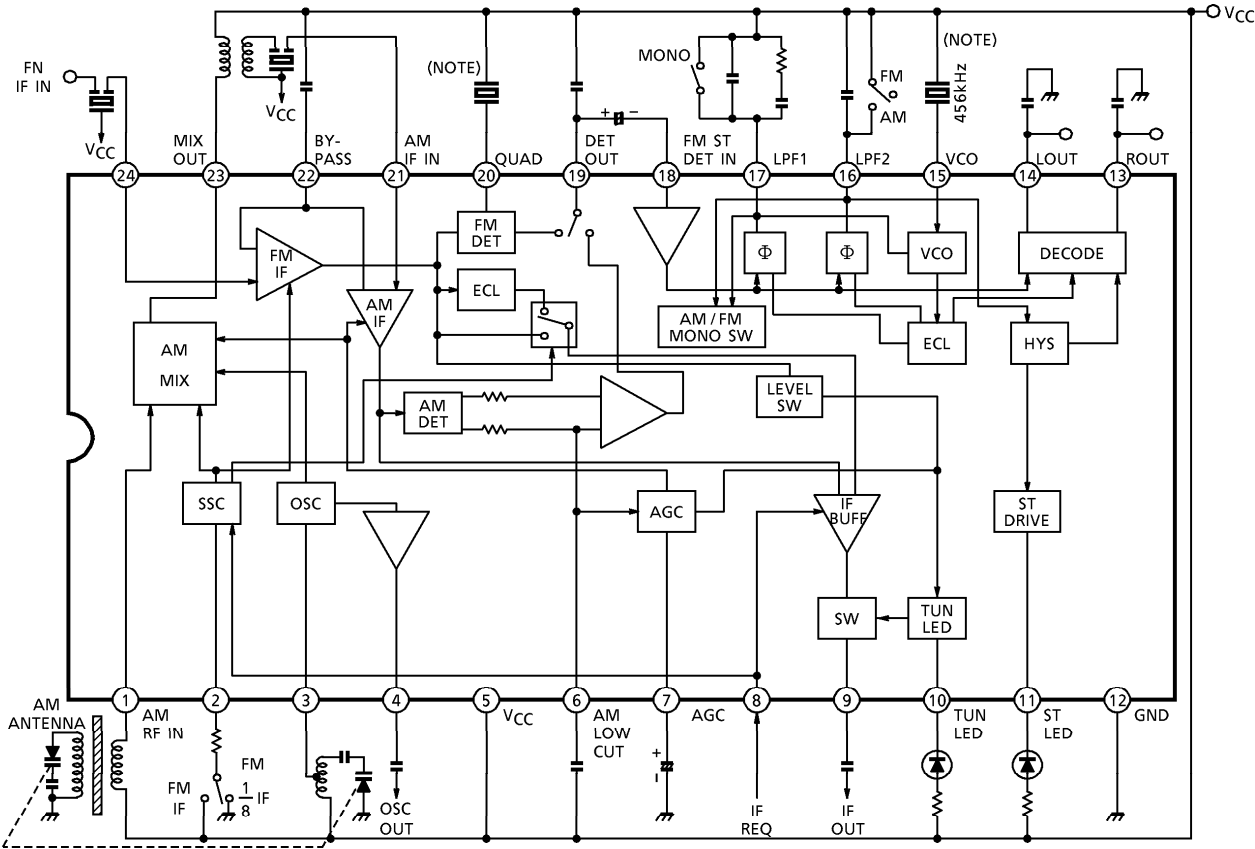 VCC
FN
IF IN
VCC
VCC
(NOTE)
MONO
FM
AM
(NOTE)
456kHz
MIX
OUT
BY-
PASS
AM
IF IN
QUAD
DET
OUT
FM ST
DET IN
LPF1
LPF2
VCO
LOUT
ROUT
24
23
22
21
20
19
18
17
16
15
14
13
+ −
FM
IF
FM
DET
ECL
AM
IF
AM
MIX
AM
DET
Φ
Φ
VCO
DECODE
AM / FM
MONO SW
ECL
HYS
LEVEL
SW
SSC
OSC
AGC
IF
BUFF
ST
DRIVE
SW
TUN
LED
1
2
3
4
5
6
7
8
9
10
11
12
AM
ANTENNA
AM
RF IN
VCC
AM
LOW
CUT
AGC
TUN
LED
ST
LED
GND
FM
FM
IF
1/8 IF
OSC
OUT
+
−
IF
REQ
IF
OUT